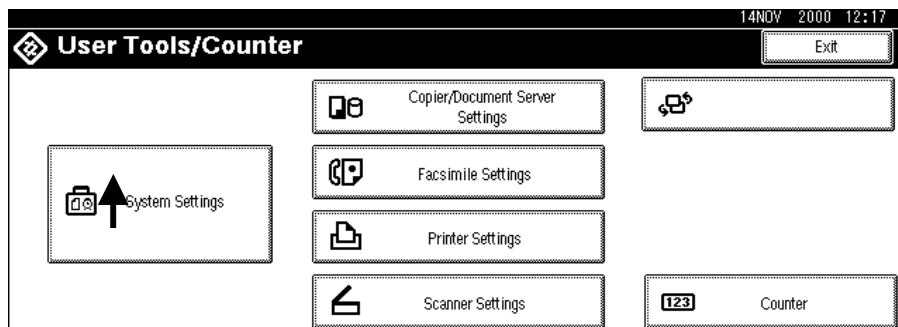 14NOV 2000 12:17
User Tools/Counter
Exit
Copier/Document Server
Settings
Facsimile Settings
System Settings
Printer Settings
Scanner Settings
123
Counter